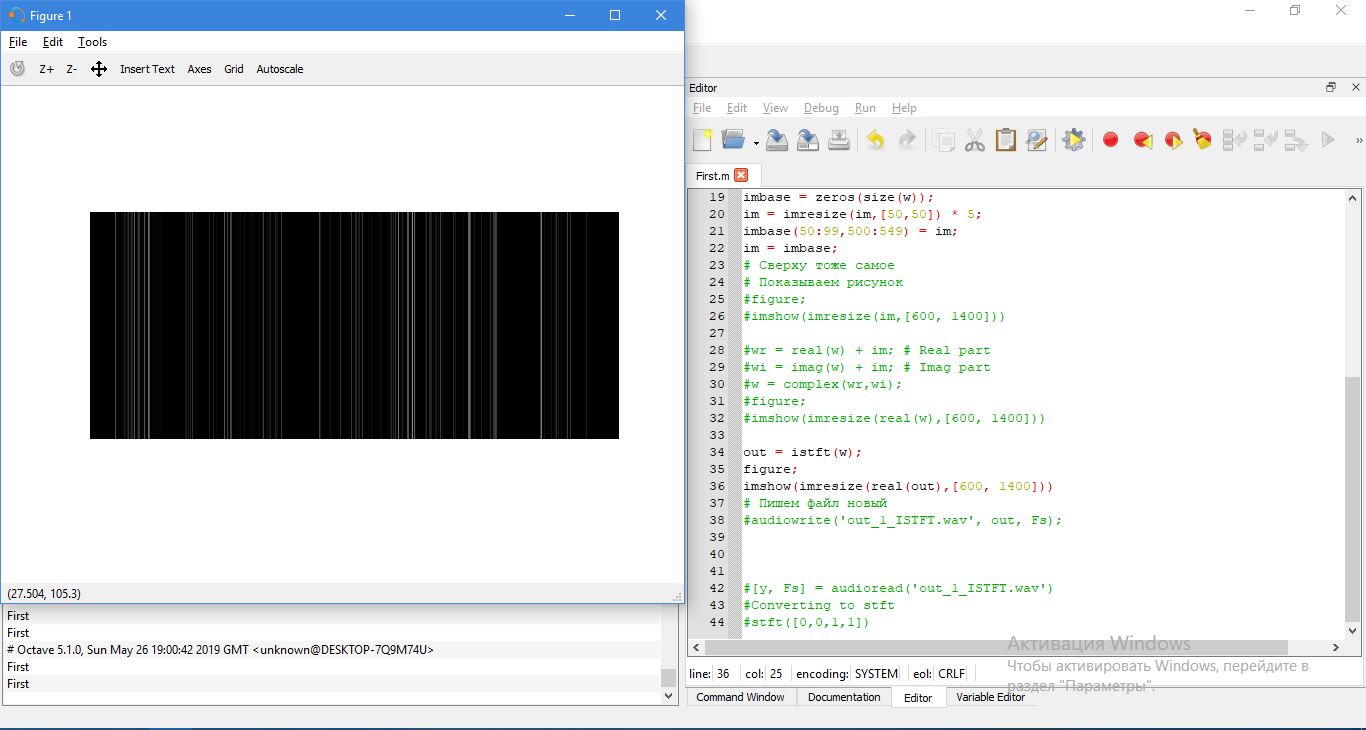 Figure 1
File Edit Tools
Z+ Z- Insert Text Axes Grid Autoscale
(27.504, 105.3)
First
First
# Octave 5.1.0, Sun May 26 19:00:42 2019 GMT <unknown@DESKTOP-7Q9M74U>
First
First
Editor
File Edit View Debug Run Help
»
First.m
19 imbase = zeros(size(w));
20 im = imresize(im,[50,50]) * 5;
21 imbase(50:99,500:549) = im;
22 im = imbase;
23 # Сверху тоже самое
24 # Показываем рисунок
25 #figure;
26 #imshow(imresize(im,[600, 1400]))
27
28 #wr = real(w) + im; # Real part
29 #wi = imag(w) + im; # Imag part
30 #w = complex(wr,wi);
31 #figure;
32 #imshow(imresize(real(w),[600, 1400]))
33
34 out = istft(w);
35 figure;
36 imshow(imresize(real(out),[600, 1400]))
37 # Пишем файл новый
38 #audiowrite('out_1_ISTFT.wav', out, Fs);
39
40
41
42 #[y, Fs] = audioread('out_1_ISTFT.wav')
43 #Converting to stft
44 #stft([0,0,1,1])
Активация Windows
Чтобы активировать Windows, перейдите в
раздел "Параметры".
line: 36 col: 25 encoding: SYSTEM eol: CRLF
Command Window Documentation Editor Variable Editor